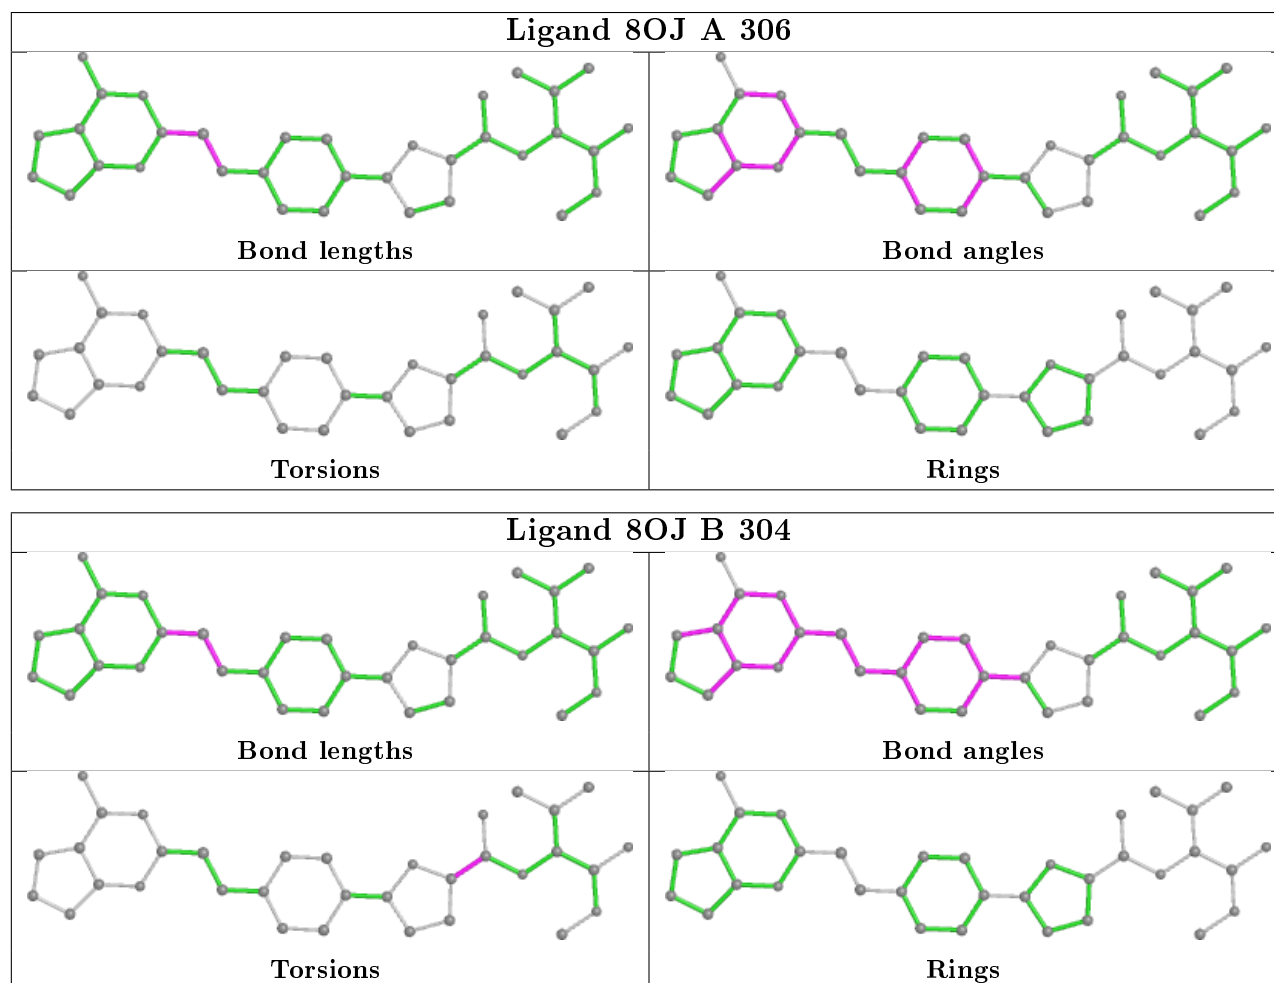 Ligand 8OJ A 306
Bond lengths
Bond angles
Torsions
Rings
Ligand 8OJ B 304
Bond lengths
Bond angles
Torsions
Rings